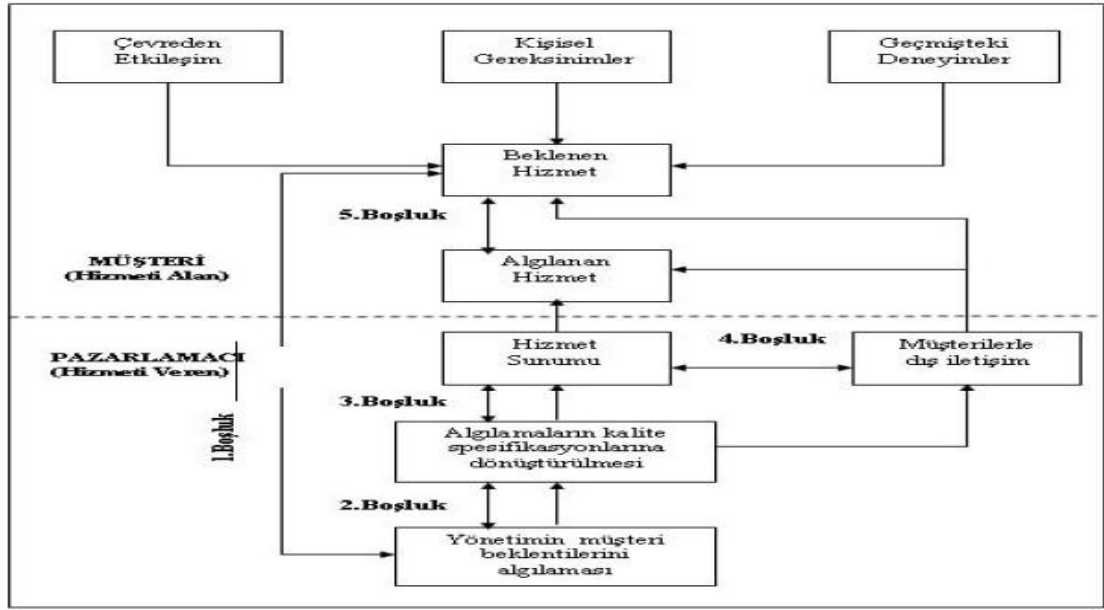 Çevreden
Etkileşim
Kişisel
Gereksinimler
Geçmişteki
Deneyimler
Beklenen
Hizmet
5.Boşluk
MÜŞTERİ
(Hizmeti Alan)
Algılanan
Hizmet
PAZARLAMACI
(Hizmeti Veren)
Hizmet
Sunumu
4.Boşluk
Müşterilerle
dış iletişim
1.Boşluk
3.Boşluk
Algılamaların kalite
spesifikasyonlarına
dönüştürülmesi
2.Boşluk
Yönetimin müşteri
beklentilerini
algılaması